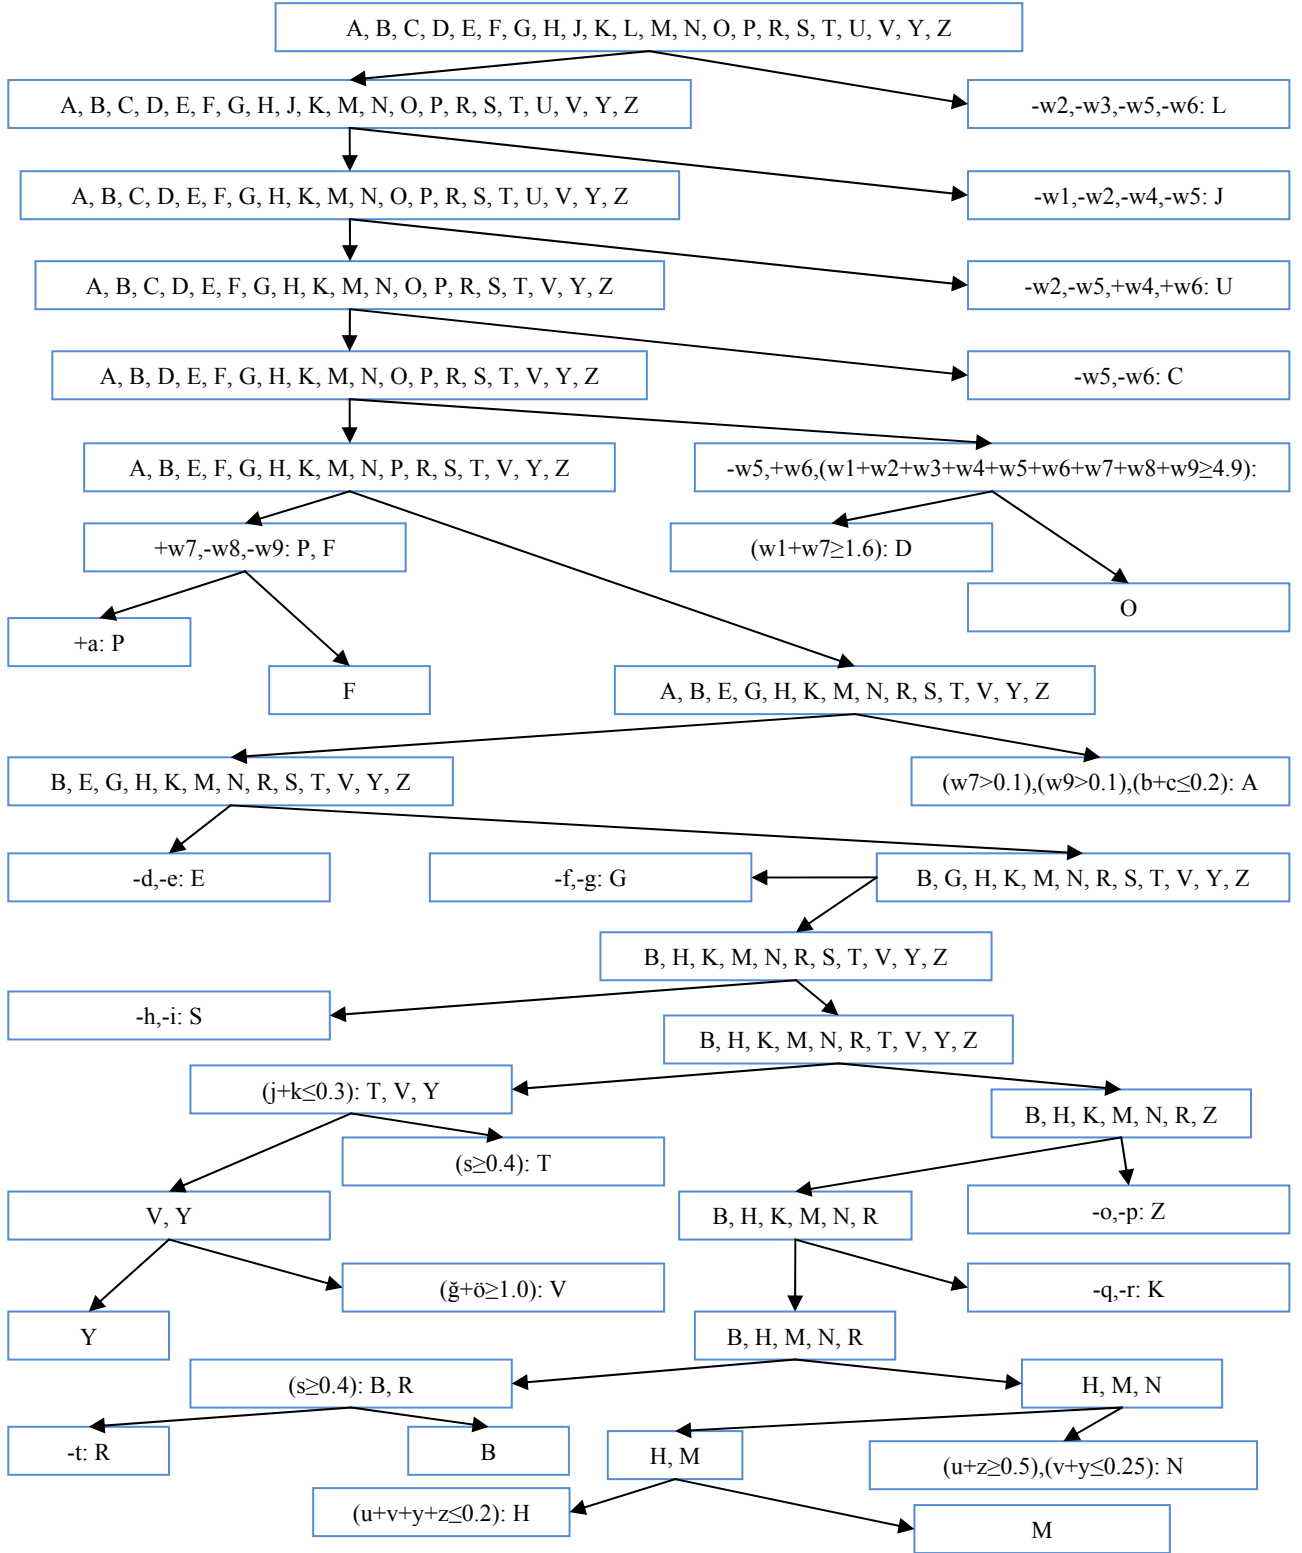 A, B, C, D, E, F, G, H, J, K, L, M, N, O, P, R, S, T, U, V, Y, Z
A, B, C, D, E, F, G, H, J, K, M, N, O, P, R, S, T, U, V, Y, Z
-w2,-w3,-w5,-w6: L
A, B, C, D, E, F, G, H, K, M, N, O, P, R, S, T, U, V, Y, Z
-w1,-w2,-w4,-w5: J
A, B, C, D, E, F, G, H, K, M, N, O, P, R, S, T, V, Y, Z
-w2,-w5,+w4,+w6: U
A, B, D, E, F, G, H, K, M, N, O, P, R, S, T, V, Y, Z
-w5,-w6: C
A, B, E, F, G, H, K, M, N, P, R, S, T, V, Y, Z
-w5,+w6,(w1+w2+w3+w4+w5+w6+w7+w8+w9≥4.9):
+w7,-w8,-w9: P, F
(w1+w7≥1.6): D
O
+a: P
F
A, B, E, G, H, K, M, N, R, S, T, V, Y, Z
B, E, G, H, K, M, N, R, S, T, V, Y, Z
(w7>0.1),(w9>0.1),(b+c≤0.2): A
-d,-e: E
-f,-g: G
B, G, H, K, M, N, R, S, T, V, Y, Z
B, H, K, M, N, R, S, T, V, Y, Z
-h,-i: S
B, H, K, M, N, R, T, V, Y, Z
(j+k≤0.3): T, V, Y
B, H, K, M, N, R, Z
(s≥0.4): T
V, Y
B, H, K, M, N, R
-o,-p: Z
(ğ+ö≥1.0): V
-q,-r: K
Y
B, H, M, N, R
(s≥0.4): B, R
H, M, N
-t: R
B
H, M
(u+z≥0.5),(v+y≤0.25): N
(u+v+y+z≤0.2): H
M